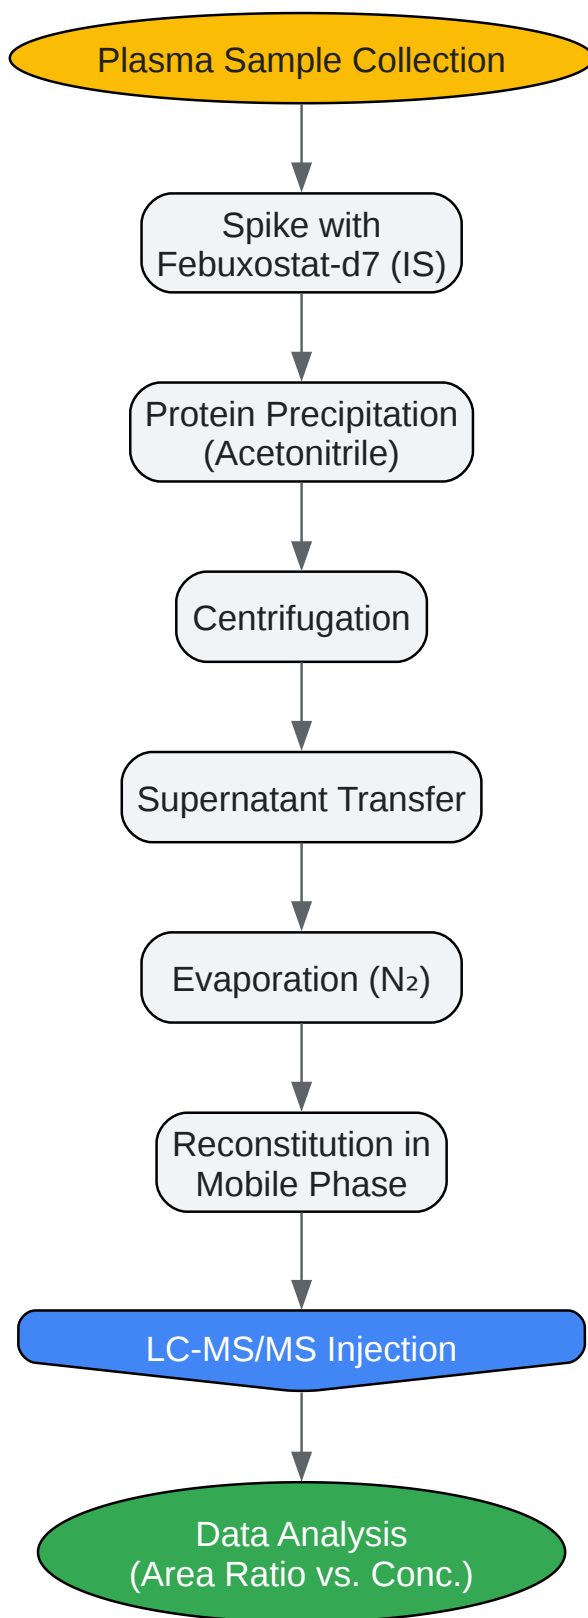 Plasma Sample Collection
Spike with
Febuxostat-d7 (IS)
Protein Precipitation
(Acetonitrile)
Centrifugation
Supernatant Transfer
Evaporation (N₂)
Reconstitution in
Mobile Phase
LC-MS/MS Injection
Data Analysis
(Area Ratio vs. Conc.)